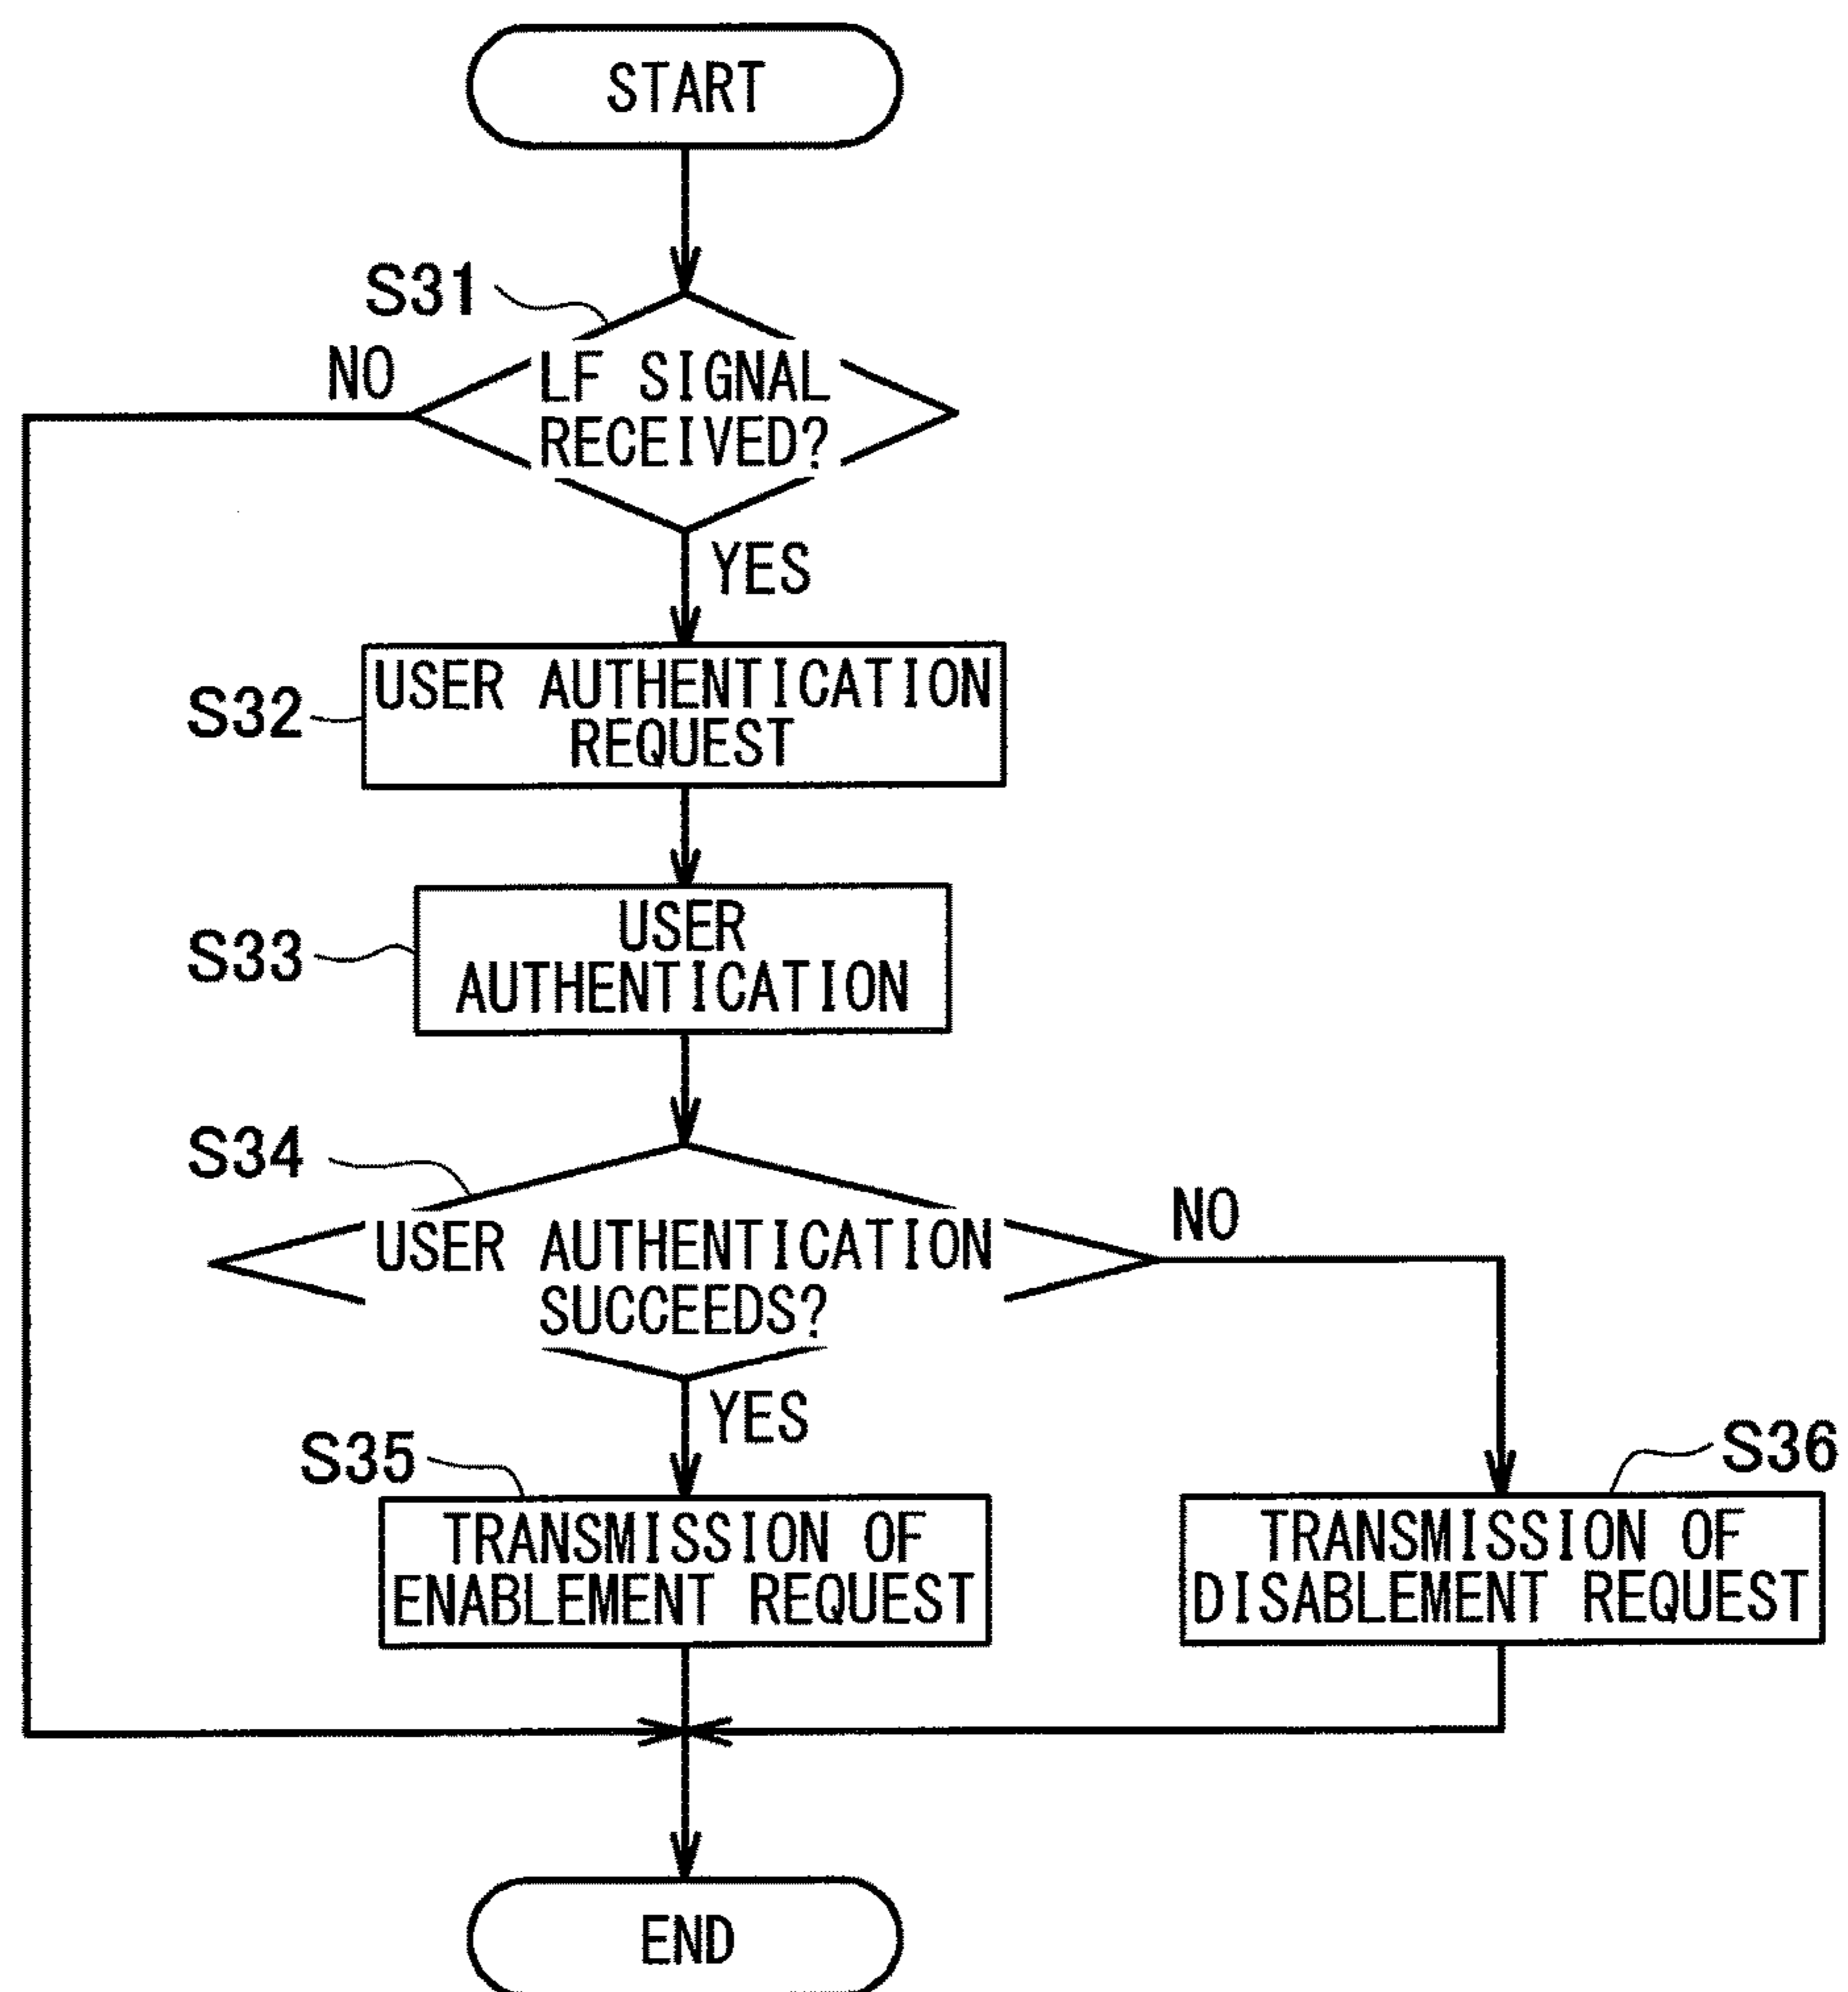 START
S31
NO
LF SIGNAL
RECEIVED?
YES
S32
USER AUTHENTICATION
REQUEST
S33
USER
AUTHENTICATION
S34
USER AUTHENTICATION
SUCCEEDS?
NO
YES
S35
TRANSMISSION OF
ENABLEMENT REQUEST
S36
TRANSMISSION OF
DISABLEMENT REQUEST
END